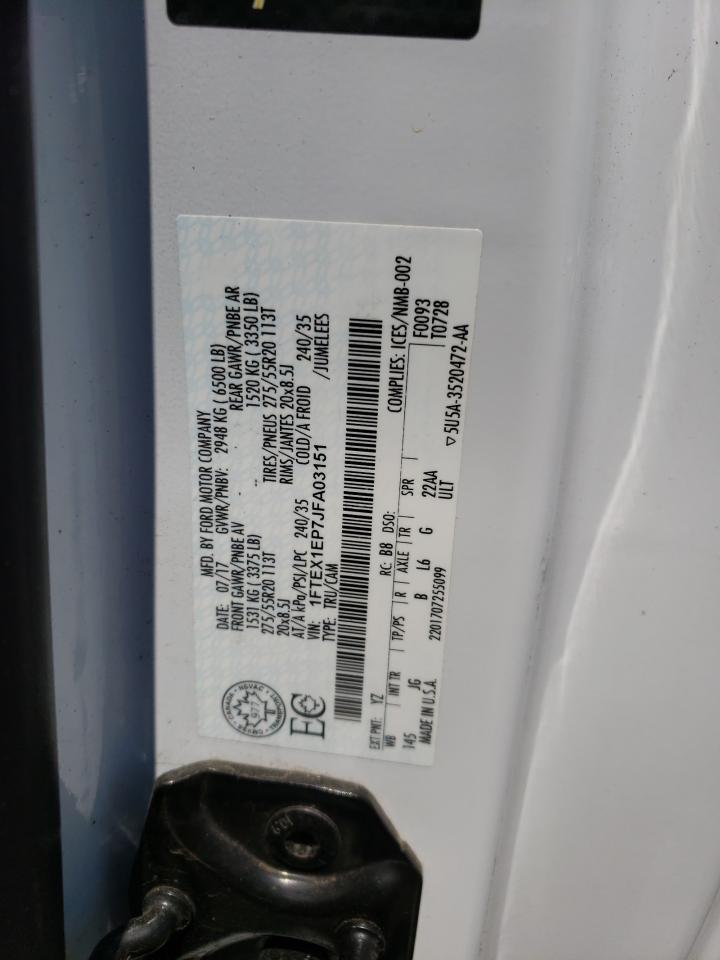 MFD. BY FORD MOTOR COMPANY
DATE: 07/17 GVWR/PNBV: 2948 KG ( 6500 LB)
FRONT GAWR/PNBE AV REAR GAWR/PNBE AR
1531 KG ( 3375 LB) 1520 KG ( 3350 LB)
275/55R20 113T TIRES/PNEUS 275/55R20 113T
20x8.5J RIMS/JANTES 20x8.5J
AT/A kPa/PSI/LPC 240/35 COLD/A FROID 240/35
VIN: 1FTEX1EP7JFA03151 /JUMELEES
TYPE: TRU/CAM
CANADA
NSVAC
977
T
EC
COMPLIES: ICES/NMB-002
EXT PNT: YZ RC: B8 DSO: F0093
WB INT TR TP/PS R AXLE TR SPR T0728
145 JG B L6 G 22AA
ULT
MADE IN U.S.A. 2201707255099 ▽5U5A-3520472-AA